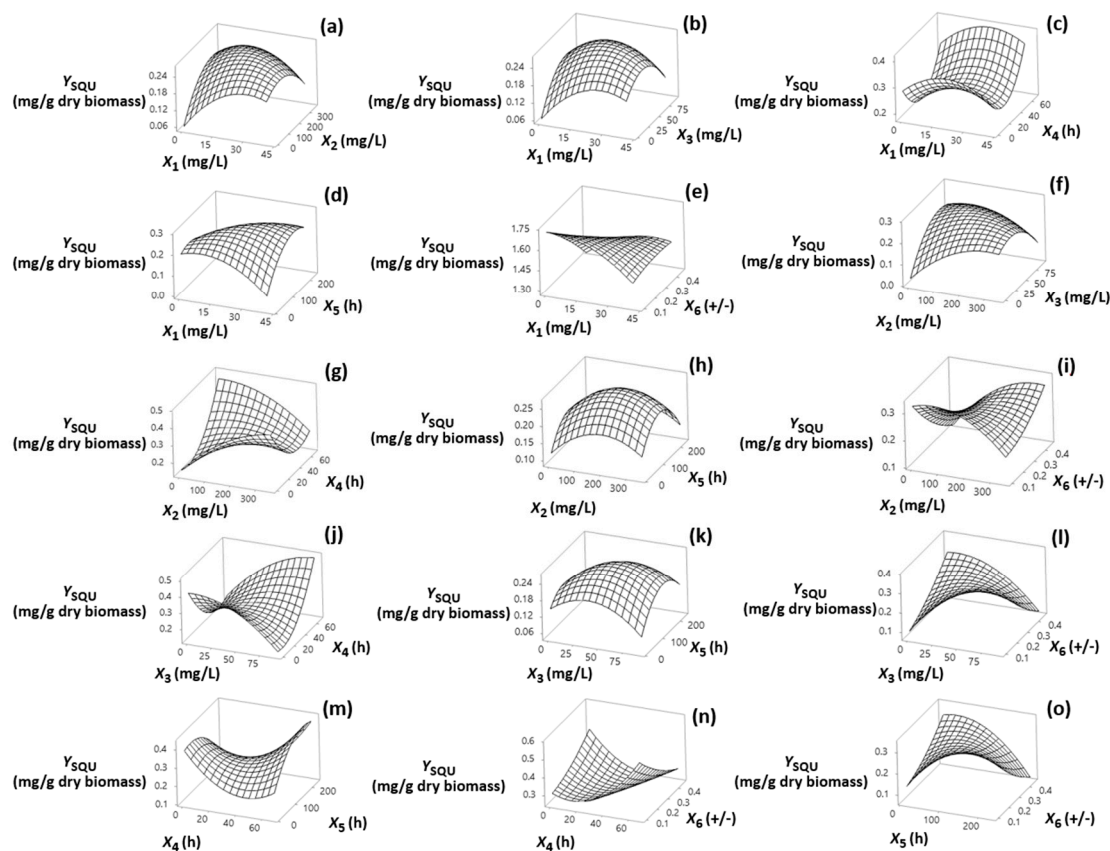 (a)
Y_SQU
(mg/g dry biomass)
0.24
0.18
0.12
0.06
0
15
30
45
X_1 (mg/L)
0
100
200
300
X_2 (mg/L)
(b)
Y_SQU
(mg/g dry biomass)
0.24
0.18
0.12
0.06
0
15
30
45
X_1 (mg/L)
0
25
50
75
X_3 (mg/L)
(c)
Y_SQU
(mg/g dry biomass)
0.4
0.3
0.2
0
15
30
45
X_1 (mg/L)
0
20
40
60
X_4 (h)
(d)
Y_SQU
(mg/g dry biomass)
0.3
0.2
0.1
0.0
0
15
30
45
X_1 (mg/L)
0
100
200
X_5 (h)
(e)
Y_SQU
(mg/g dry biomass)
1.75
1.60
1.45
1.30
0
15
30
45
X_1 (mg/L)
0.1
0.2
0.3
0.4
X_6 (+/-)
(f)
Y_SQU
(mg/g dry biomass)
0.3
0.2
0.1
0.0
0
100
200
300
X_2 (mg/L)
0
25
50
75
X_3 (mg/L)
(g)
Y_SQU
(mg/g dry biomass)
0.5
0.4
0.3
0.2
0
100
200
300
X_2 (mg/L)
0
20
40
60
X_4 (h)
(h)
Y_SQU
(mg/g dry biomass)
0.25
0.20
0.15
0.10
0
100
200
300
X_2 (mg/L)
0
100
200
X_5 (h)
(i)
Y_SQU
(mg/g dry biomass)
0.3
0.2
0.1
0
100
200
300
X_2 (mg/L)
0.1
0.2
0.3
0.4
X_6 (+/-)
(j)
Y_SQU
(mg/g dry biomass)
0.5
0.4
0.3
0.2
0
25
50
75
X_3 (mg/L)
0
20
40
60
X_4 (h)
(k)
Y_SQU
(mg/g dry biomass)
0.24
0.18
0.12
0.06
0
25
50
75
X_3 (mg/L)
0
100
200
X_5 (h)
(l)
Y_SQU
(mg/g dry biomass)
0.4
0.3
0.2
0.1
0
25
50
75
X_3 (mg/L)
0.1
0.2
0.3
0.4
X_6 (+/-)
(m)
Y_SQU
(mg/g dry biomass)
0.4
0.3
0.2
0.1
0
20
40
60
X_4 (h)
0
100
200
X_5 (h)
(n)
Y_SQU
(mg/g dry biomass)
0.6
0.5
0.4
0.3
0
20
40
60
X_4 (h)
0.1
0.2
0.3
0.4
X_6 (+/-)
(o)
Y_SQU
(mg/g dry biomass)
0.3
0.2
0.1
0
100
200
X_5 (h)
0.1
0.2
0.3
0.4
X_6 (+/-)